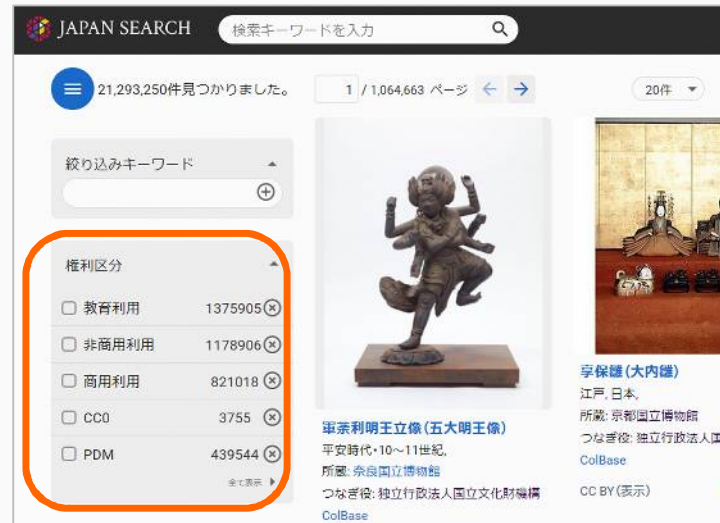 JAPAN SEARCH
検索キーワードを入力
21,293,250件見つかりました。
1 / 1,064,663 ページ ← →
20件
絞り込みキーワード
権利区分
教育利用 1375905
非商用利用 1178906
商用利用 821018
CC0 3755
PDM 439544
全て表示
軍荼利明王立像(五大明王像)
平安時代・10~11世紀,
所蔵: 奈良国立博物館
つなぎ役: 独立行政法人国立文化財機構
ColBase
享保雛(大内雛)
江戸, 日本,
所蔵: 京都国立博物館
つなぎ役: 独立行政法人国
ColBase
CC BY(表示)